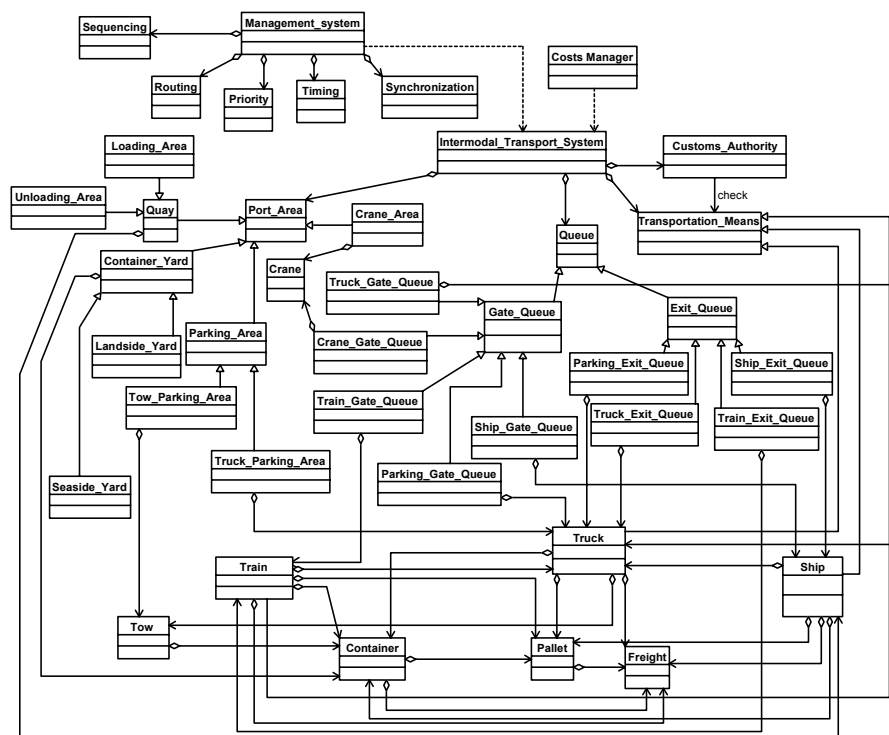 Management_system
Sequencing
Costs Manager
Routing
Priority
Timing
Synchronization
Loading_Area
Intermodal_Transport_System
Customs_Authority
Unloading_Area
Quay
Port_Area
Crane_Area
check
Transportation_Means
Queue
Container_Yard
Crane
Truck_Gate_Queue
Gate_Queue
Exit_Queue
Landside_Yard
Parking_Area
Crane_Gate_Queue
Parking_Exit_Queue
Ship_Exit_Queue
Tow_Parking_Area
Train_Gate_Queue
Truck_Exit_Queue
Train_Exit_Queue
Ship_Gate_Queue
Truck_Parking_Area
Parking_Gate_Queue
Seaside_Yard
Truck
Train
Ship
Tow
Container
Pallet
Freight